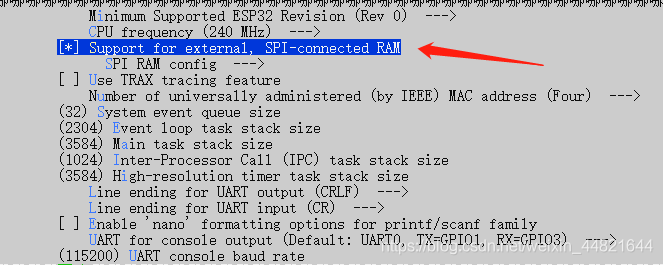 Minimum Supported ESP32 Revision (Rev 0)  --->
CPU frequency (240 MHz)  --->
[*] Support for external, SPI-connected RAM
SPI RAM config  --->
[ ] Use TRAX tracing feature
Number of universally administered (by IEEE) MAC address (Four)  --->
(32) System event queue size
(2304) Event loop task stack size
(3584) Main task stack size
(1024) Inter-Processor Call (IPC) task stack size
(3584) High-resolution timer task stack size
Line ending for UART output (CRLF)  --->
Line ending for UART input (CR)  --->
[ ] Enable 'nano' formatting options for printf/scanf family
UART for console output (Default: UART0, TX=GPIO1, RX=GPIO3)  --->
(115200) UART console baud rate
https://blog.csdn.net/weixin_44821644